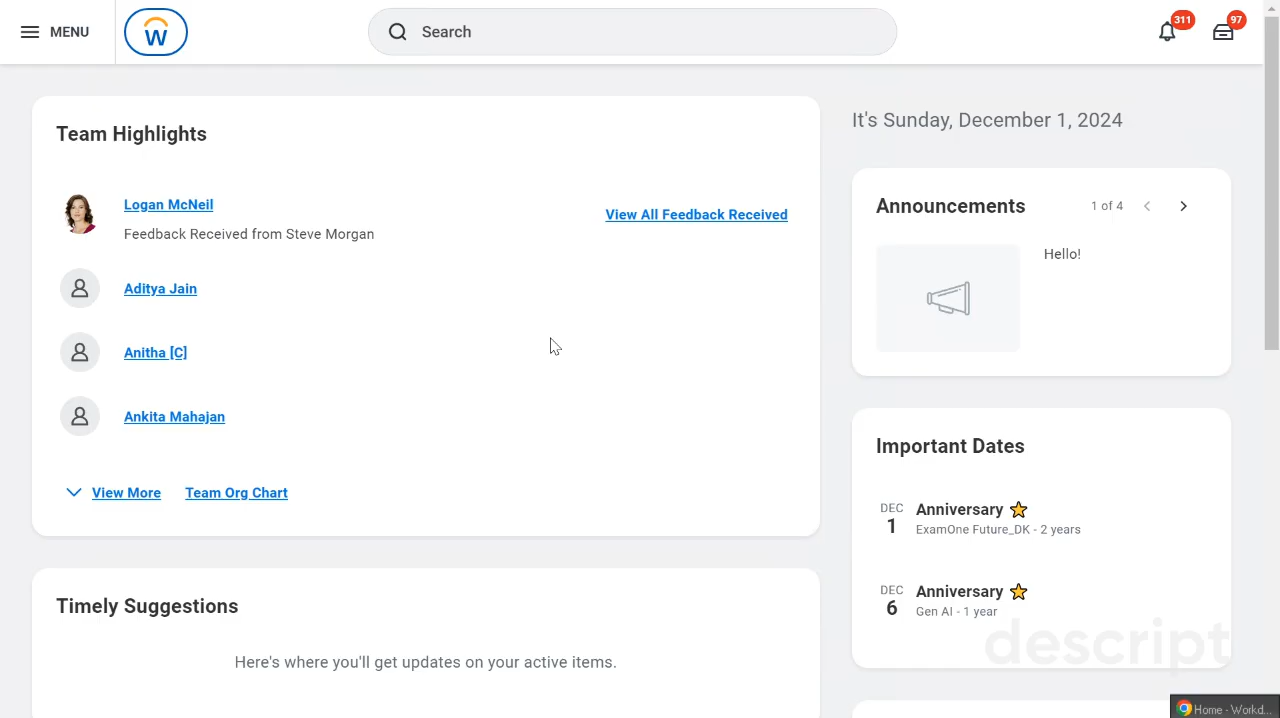 MENU
W
Search
311
97
Team Highlights
Logan McNeil
Feedback Received from Steve Morgan
View All Feedback Received
Aditya Jain
Anitha [C]
Ankita Mahajan
View More
Team Org Chart
Timely Suggestions
Here's where you'll get updates on your active items.
It's Sunday, December 1, 2024
Announcements
1 of 4
Hello!
Important Dates
DEC
1
Anniversary
ExamOne Future_DK - 2 years
DEC
6
Anniversary
Gen AI - 1 year
descript
Home - Workd...